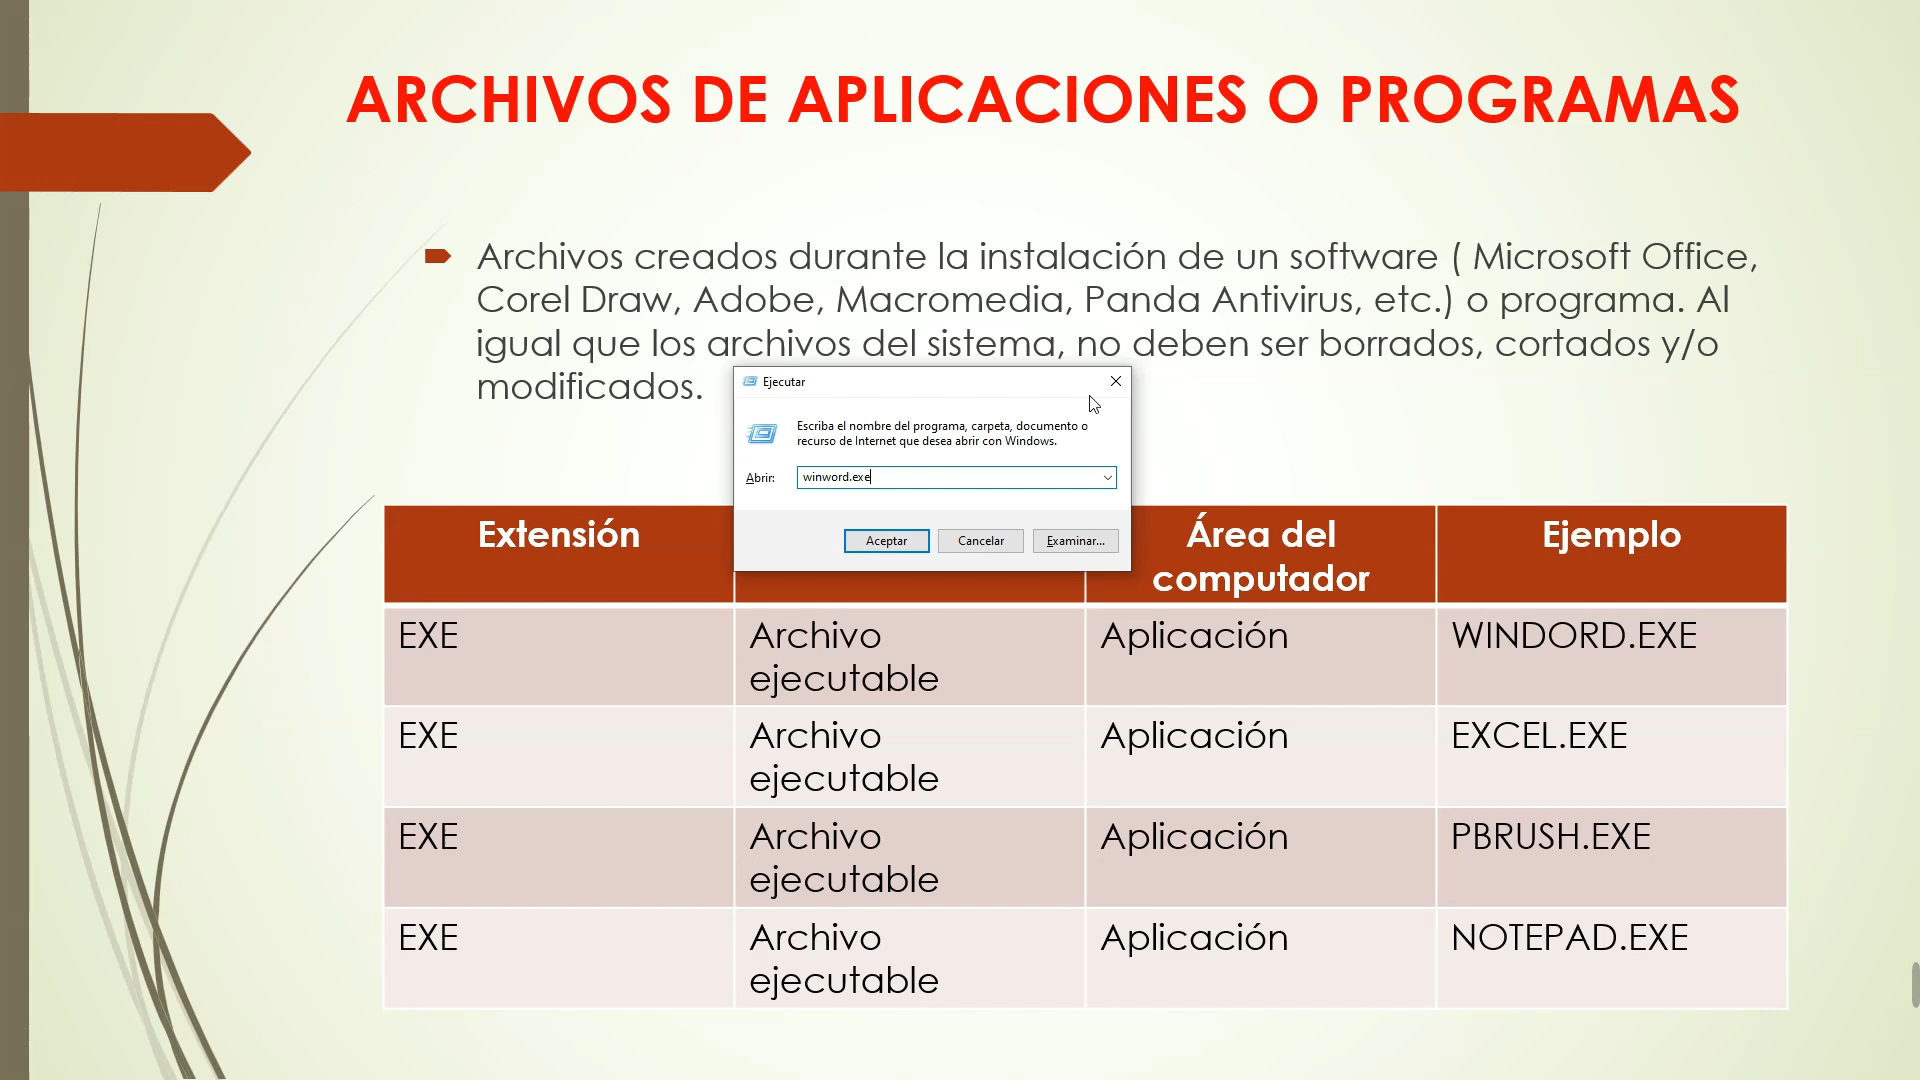 ARCHIVOS DE APLICACIONES O PROGRAMAS
Archivos creados durante la instalación de un software ( Microsoft Office,
Corel Draw, Adobe, Macromedia, Panda Antivirus, etc.) o programa. Al
igual que los archivos del sistema, no deben ser borrados, cortados y/o
modificados.
Ejecutar
Escriba el nombre del programa, carpeta, documento o
recurso de Internet que desea abrir con Windows.
Abrir: winword.exe
Aceptar Cancelar Examinar...
Extensión Área del Ejemplo
computador
EXE Archivo Aplicación WINDORD.EXE
ejecutable
EXE Archivo Aplicación EXCEL.EXE
ejecutable
EXE Archivo Aplicación PBRUSH.EXE
ejecutable
EXE Archivo Aplicación NOTEPAD.EXE
ejecutable